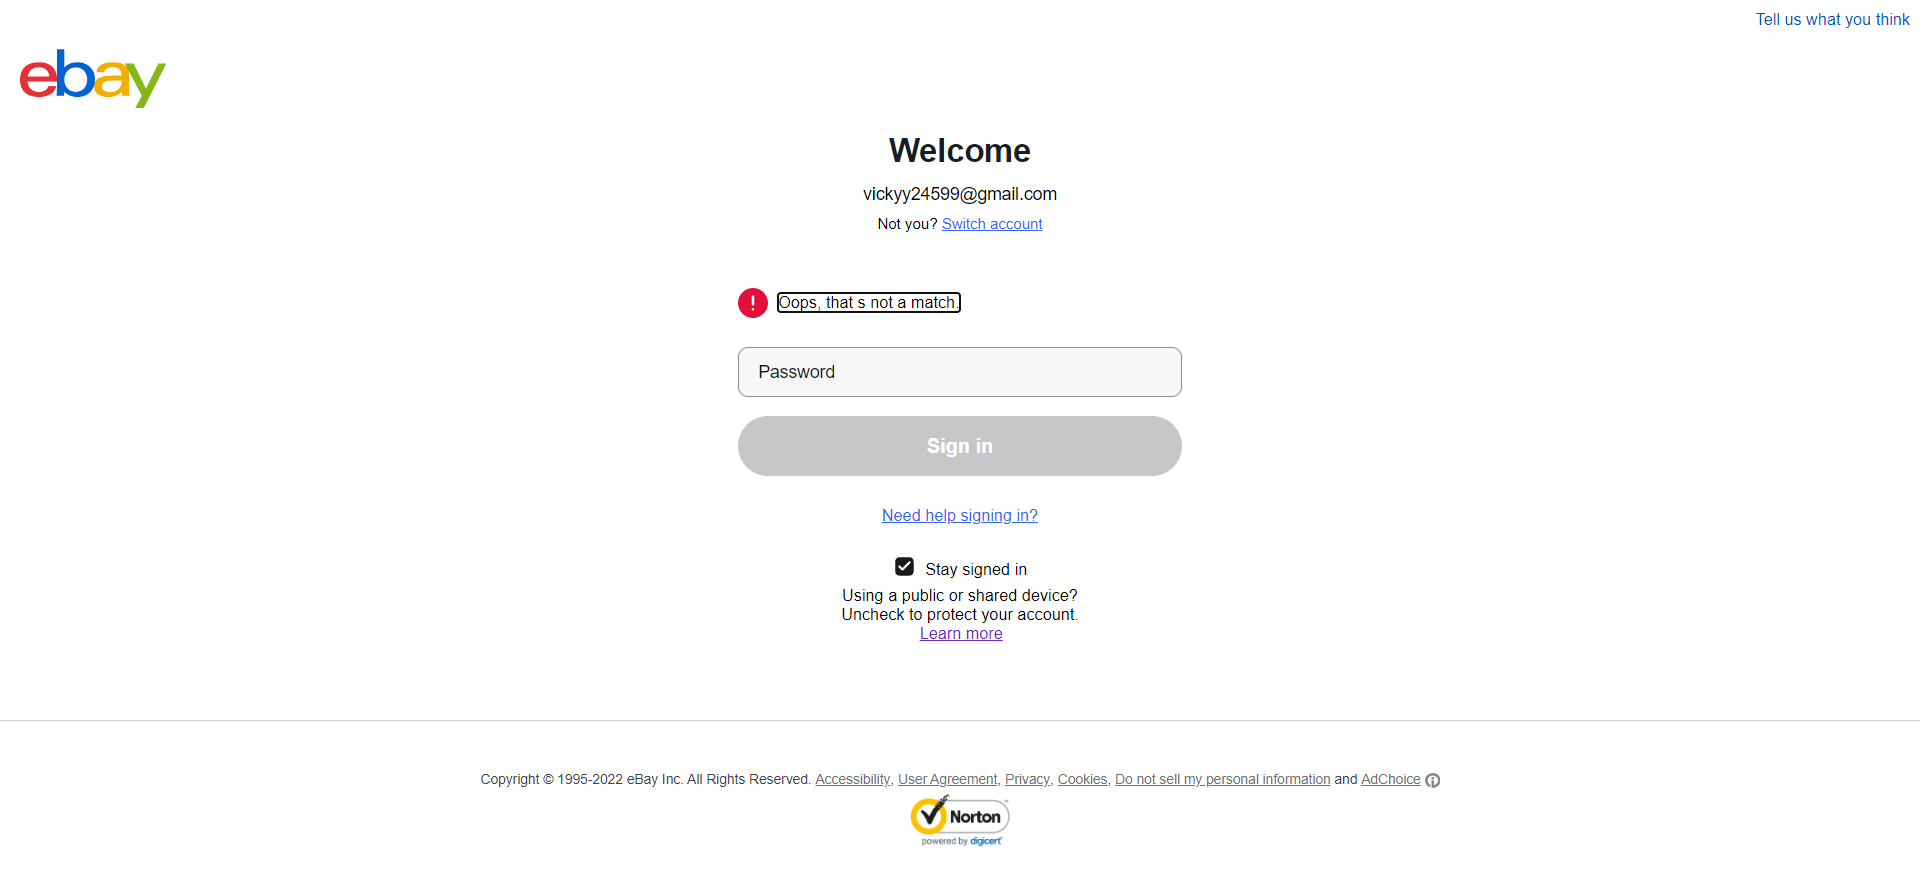 Tell us what you think
ebay
Welcome
vickyy24599@gmail.com
Not you? Switch account
! Oops, that s not a match.
Password
Sign in
Need help signing in?
Stay signed in
Using a public or shared device?
Uncheck to protect your account.
Learn more
Copyright © 1995-2022 eBay Inc. All Rights Reserved. Accessibility, User Agreement, Privacy, Cookies, Do not sell my personal information and AdChoice
Norton
powered by digicert